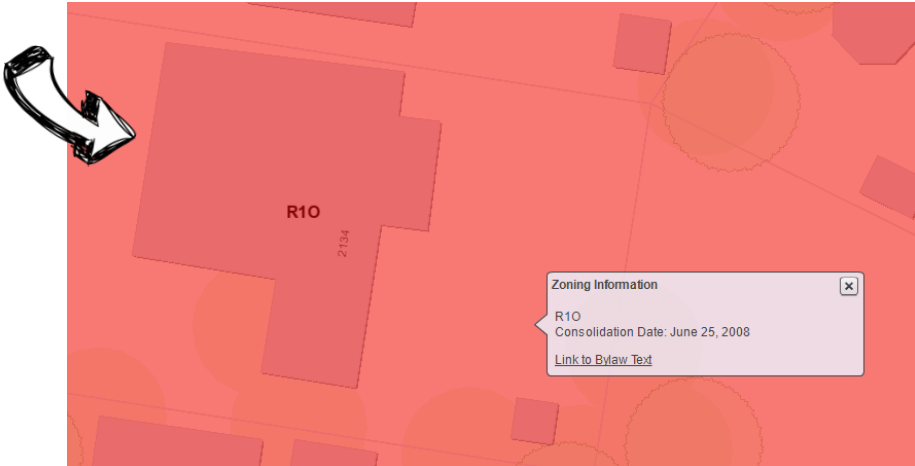 R1O
2134
Zoning Information
R1O
Consolidation Date: June 25, 2008
Link to Bylaw Text